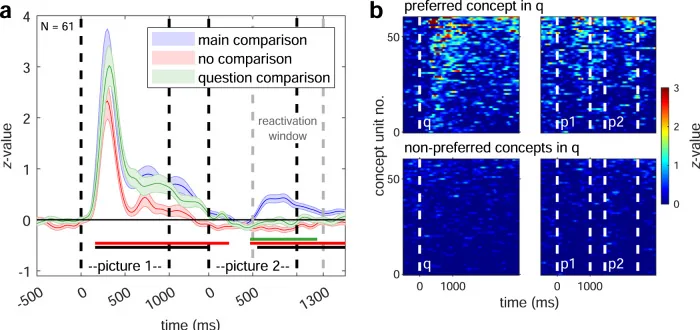 a
N = 61
main comparison
no comparison
question comparison
reactivation
window
z-value
4
3
2
1
0
-1
--picture 1--
--picture 2--
-500 0 500 1000 0 500 1300
time (ms)
b
preferred concept in q
50
0
q
p1 p2
non-preferred concepts in q
50
0
q
p1 p2
concept unit no.
0 1000
0 1000
time (ms)
3
2
1
0
z-value